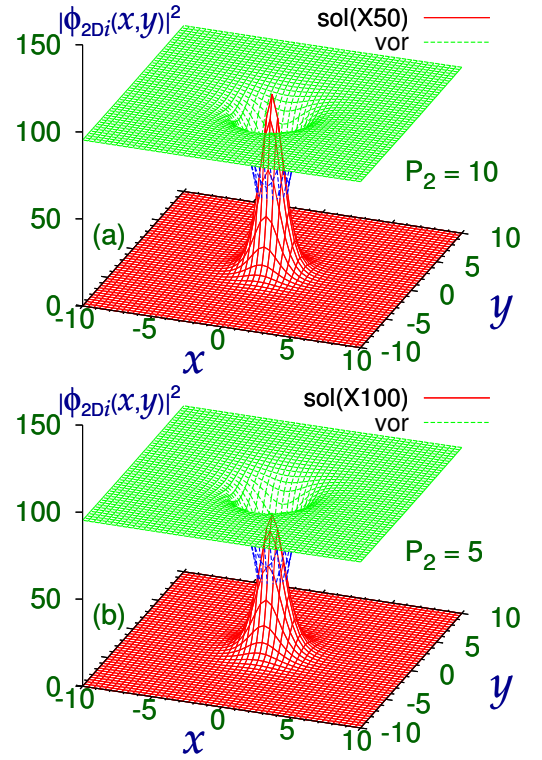 |ϕ2Di(x,y)|²
sol(X50)
vor
150
100
50
0
P2 = 10
(a)
-10
-5
0
5
10
x
-10
-5
0
5
10
y
|ϕ2Di(x,y)|²
sol(X100)
vor
150
100
50
0
P2 = 5
(b)
-10
-5
0
5
10
x
-10
-5
0
5
10
y